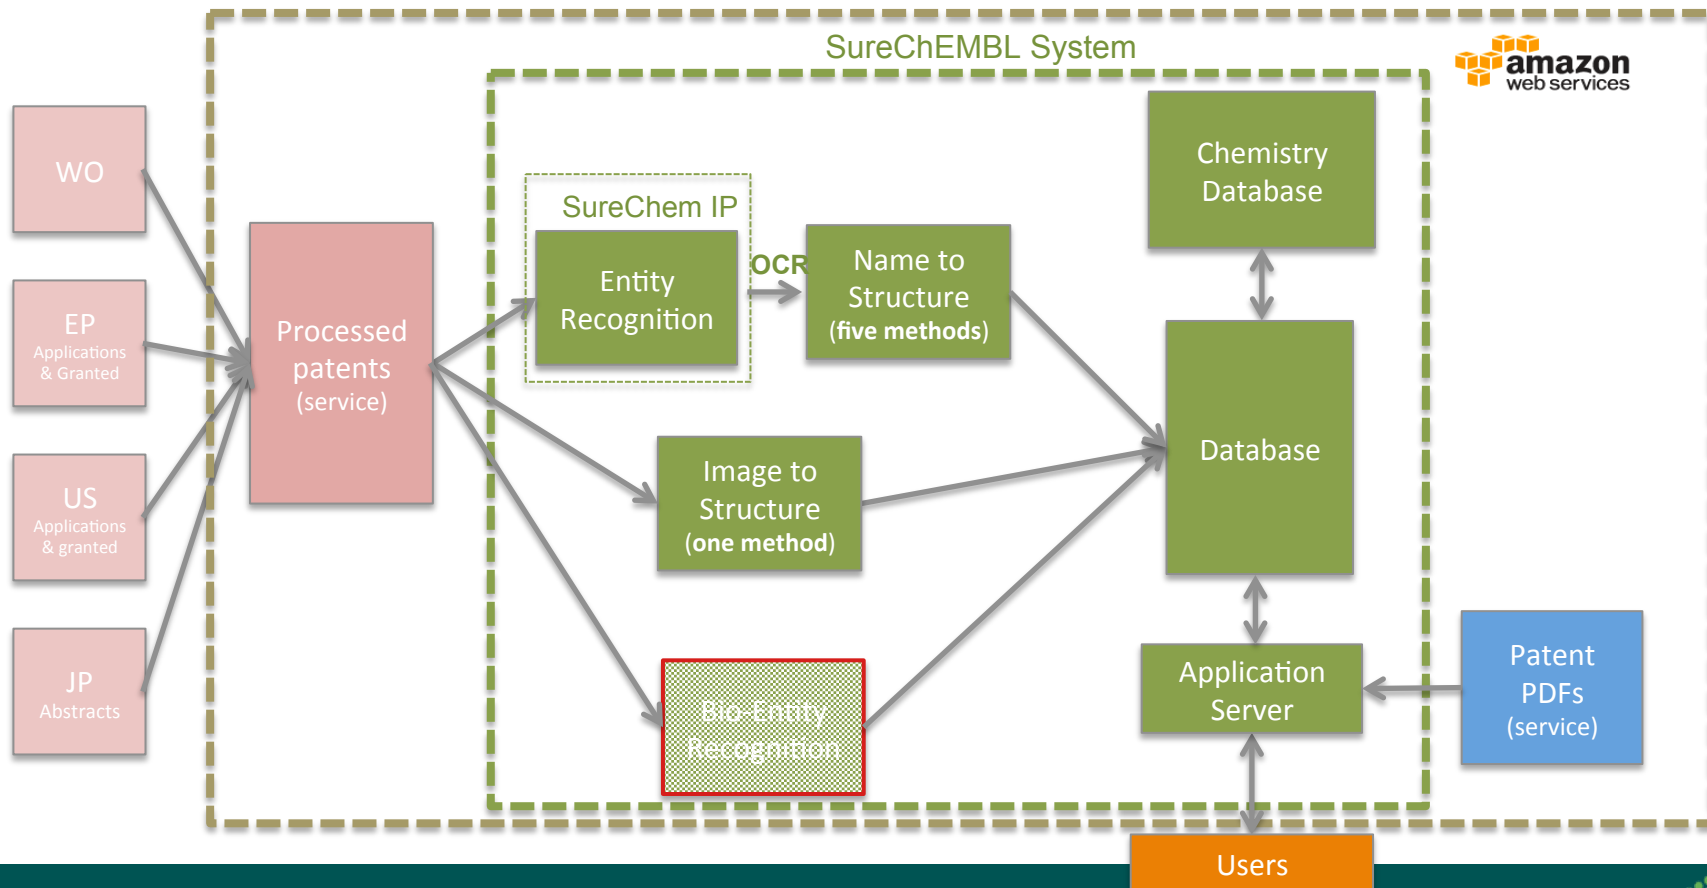 SureChEMBL System
amazon
web services
WO
EP
Applications
& Granted
US
Applications
& granted
JP
Abstracts
Processed
patents
(service)
SureChem IP
Entity
Recognition
OCR
Name to
Structure
(five methods)
Image to
Structure
(one method)
Bio-Entity
Recognition
Chemistry
Database
Database
Application
Server
Patent
PDFs
(service)
Users